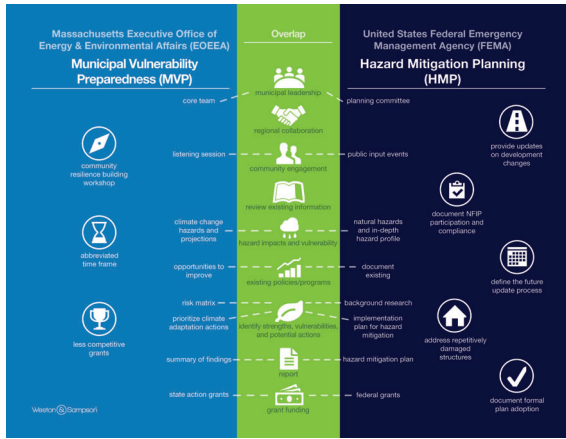 Massachusetts Executive Office of
Energy & Environmental Affairs (EOEEA)
Municipal Vulnerability
Preparedness (MVP)
Overlap
United States Federal Emergency
Management Agency (FEMA)
Hazard Mitigation Planning
(HMP)
core team
municipal leadership
planning committee
regional collaboration
provide updates
on development
changes
community
resilience building
workshop
listening session
community engagement
public input events
review existing information
document NFIP
participation and
compliance
climate change
hazards and
projections
hazard impacts and vulnerability
natural hazards
and in-depth
hazard profile
abbreviated
time frame
opportunities to
improve
existing policies/programs
document
existing
define the future
update process
risk matrix
background research
prioritize climate
adaptation actions
identify strengths, vulnerabilities,
and potential actions
implementation
plan for hazard
mitigation
less competitive
grants
address repetitively
damaged
structures
summary of findings
report
hazard mitigation plan
state action grants
grant funding
federal grants
document formal
plan adoption
Weston & Sampson